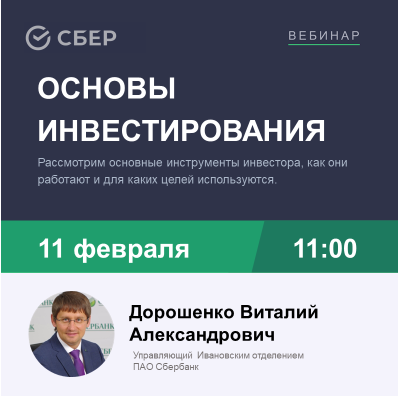 СБЕР
ВЕБИНАР
ОСНОВЫ
ИНВЕСТИРОВАНИЯ
Рассмотрим основные инструменты инвестора, как они
работают и для каких целей используются.
11 февраля
11:00
Дорошенко Виталий
Александрович
Управляющий Ивановским отделением
ПАО Сбербанк